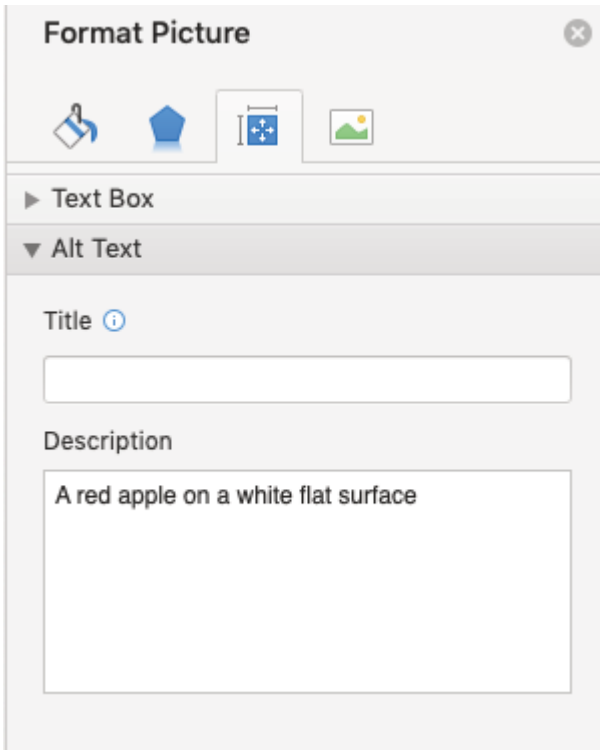 Format Picture
Text Box
Alt Text
Title
Description
A red apple on a white flat surface